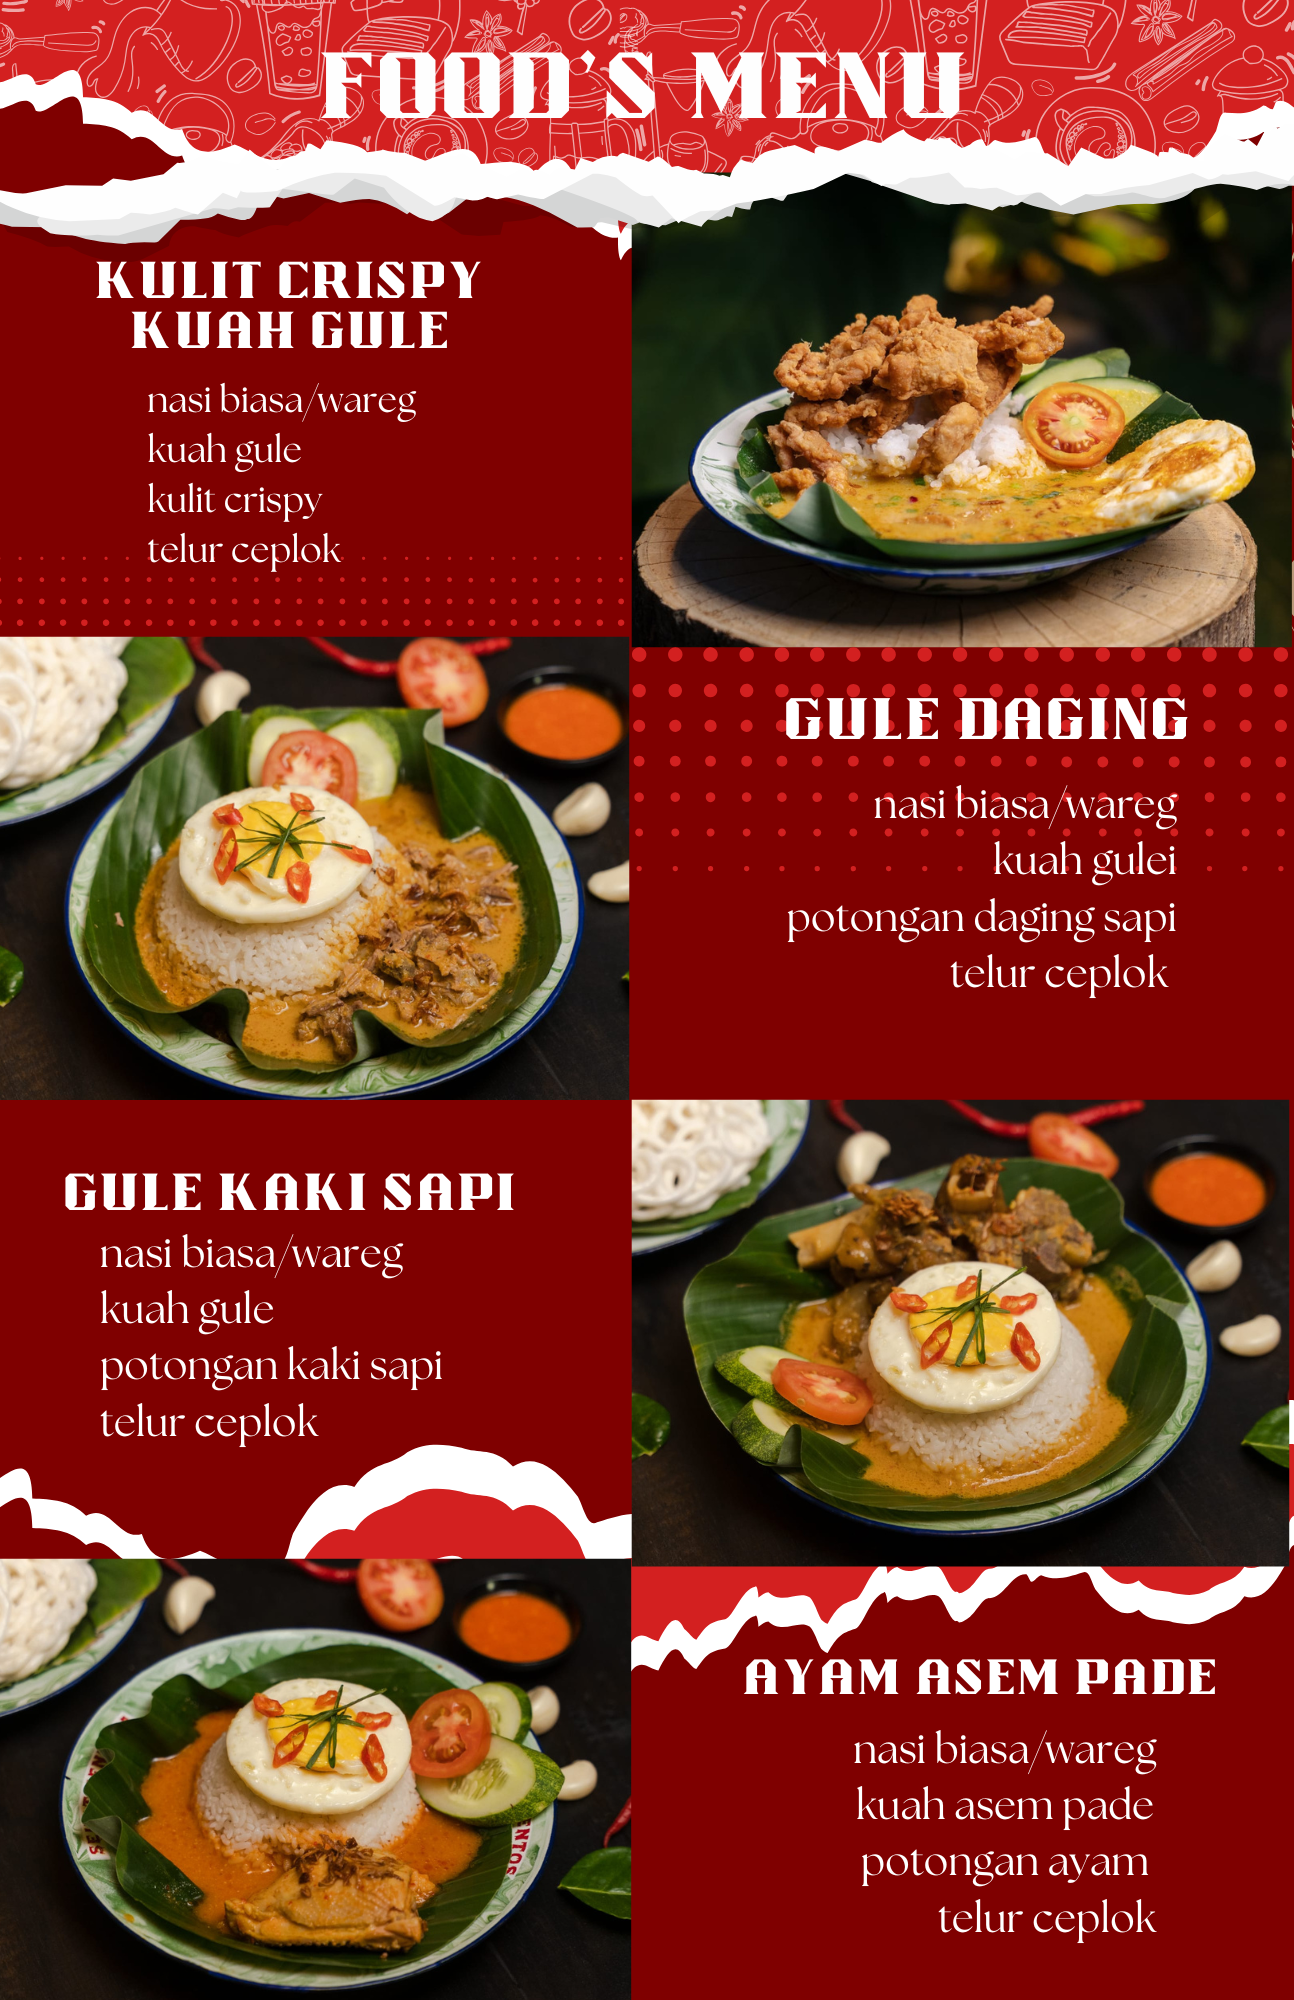 FOOD'S MENU
KULIT CRISPY
KUAH GULE
nasi biasa/wareg
kuah gule
kulit crispy
telur ceplok
GULE DAGING
nasi biasa/wareg
kuah gulei
potongan daging sapi
telur ceplok
GULE KAKI SAPI
nasi biasa/wareg
kuah gule
potongan kaki sapi
telur ceplok
AYAM ASEM PADE
nasi biasa/wareg
kuah asem pade
potongan ayam
telur ceplok